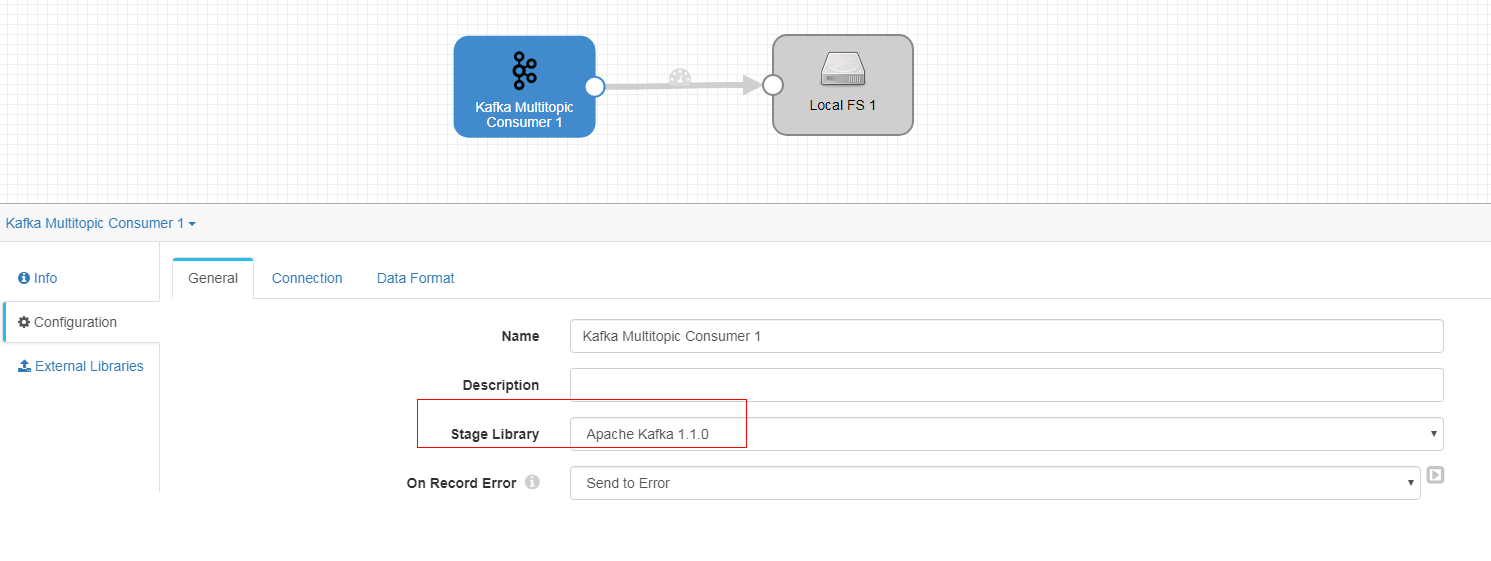 Kafka Multitopic
Consumer 1
Local FS 1
Kafka Multitopic Consumer 1
Info
Configuration
External Libraries
General Connection Data Format
Name Kafka Multitopic Consumer 1
Description
Stage Library Apache Kafka 1.1.0
On Record Error Send to Error